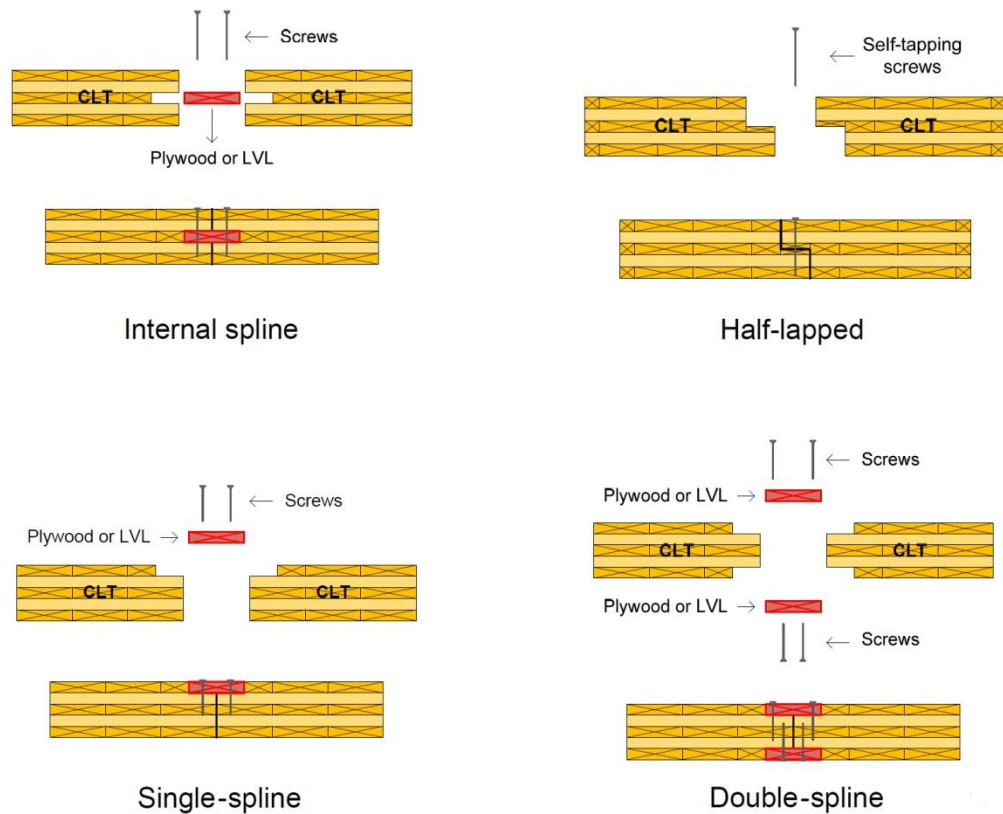 Screws
CLT
CLT
Plywood or LVL
Internal spline
Self-tapping
screws
CLT
CLT
Half-lapped
Screws
Plywood or LVL
CLT
CLT
Single-spline
Screws
Plywood or LVL
CLT
CLT
Plywood or LVL
Screws
Double-spline